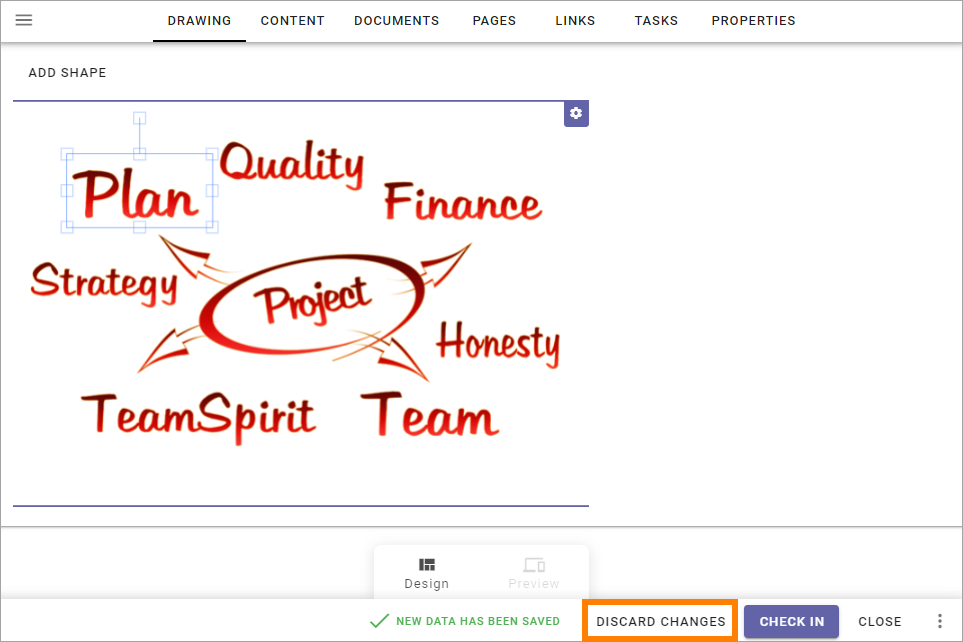 DRAWING CONTENT DOCUMENTS PAGES LINKS TASKS PROPERTIES
ADD SHAPE
Quality
Plan
Finance
Strategy
Project
Honesty
TeamSpirit
Team
Design
Preview
NEW DATA HAS BEEN SAVED DISCARD CHANGES CHECK IN CLOSE